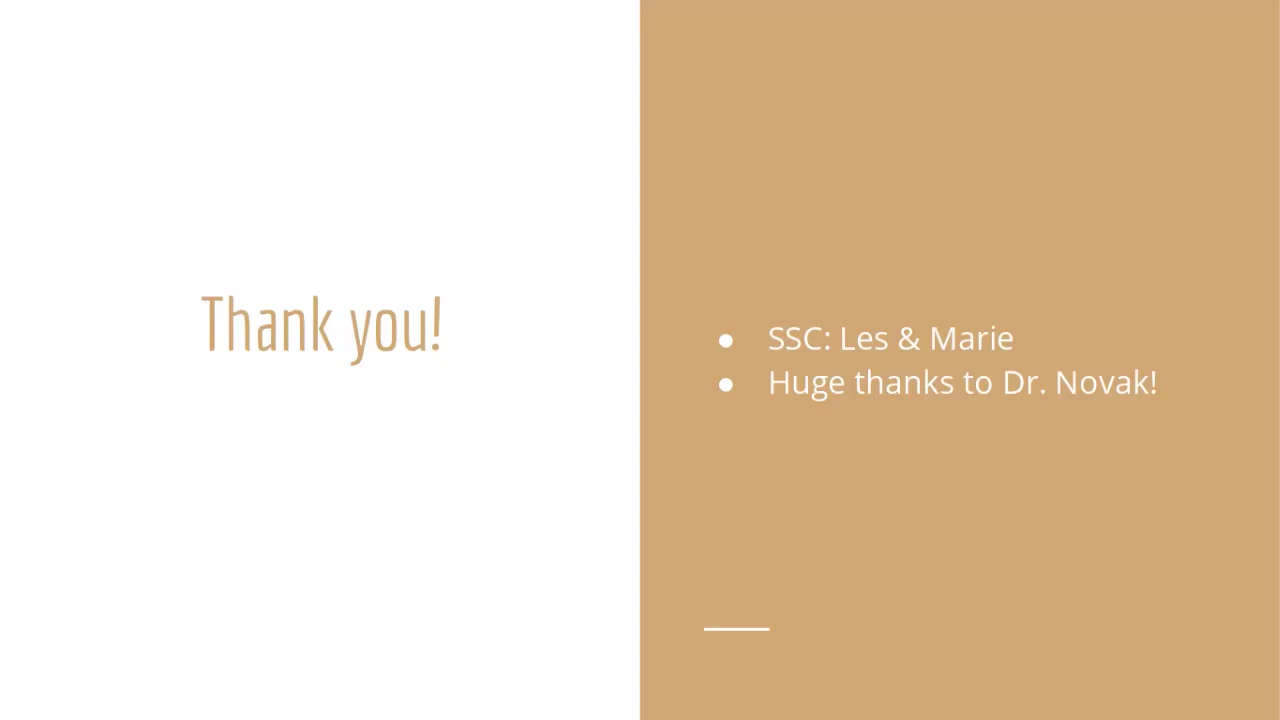 Thank you!
● SSC: Les & Marie
● Huge thanks to Dr. Novak!